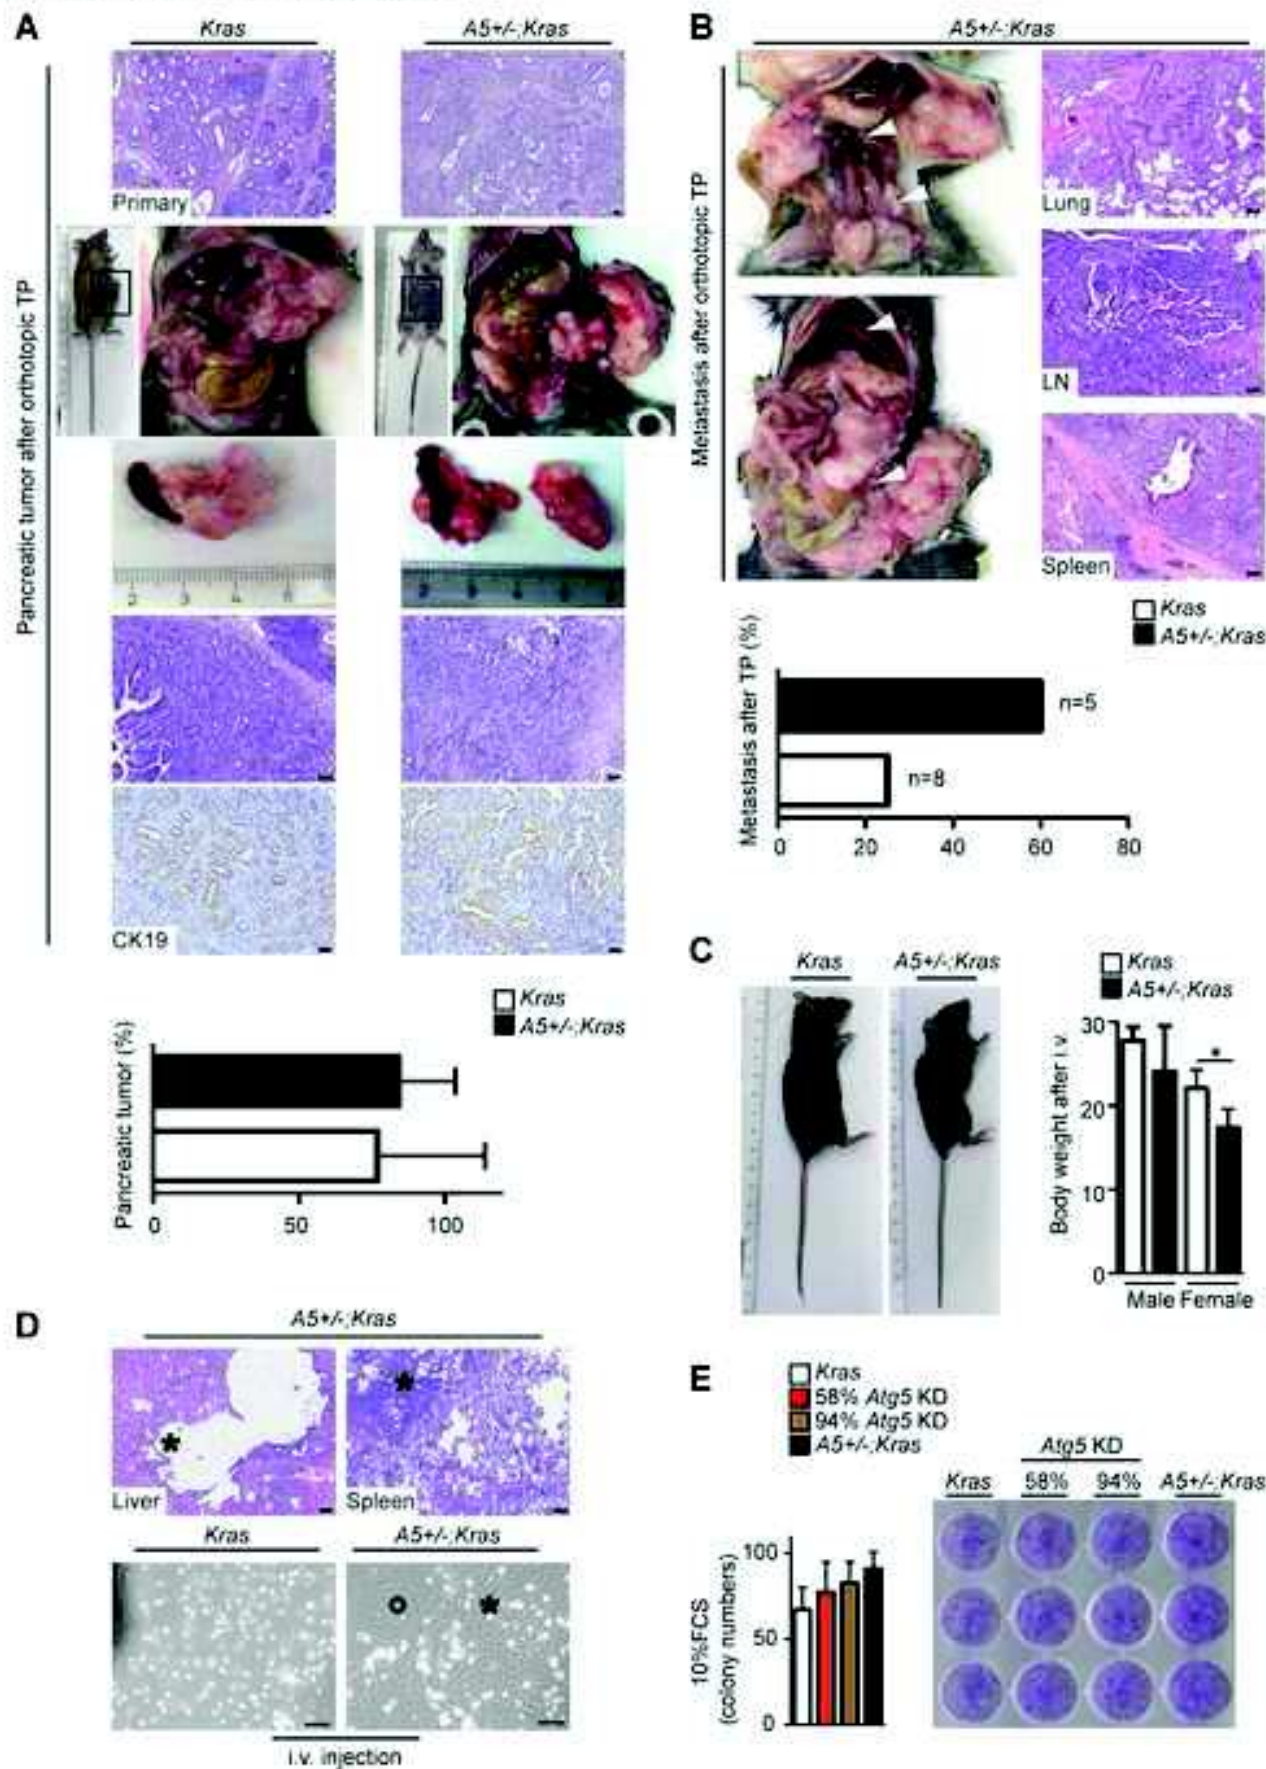 A
Kras
A5+/-;Kras
Pancreatic tumor after orthotopic TP
Primary
CK19
Kras
A5+/-;Kras
Pancreatic tumor (%)
0
50
100
B
A5+/-;Kras
Metastasis after orthotopic TP
Lung
LN
Spleen
Kras
A5+/-;Kras
Metastasis after TP (%)
n=5
n=8
0
20
40
60
80
C
Kras
A5+/-;Kras
Kras
A5+/-;Kras
Body weight after i.v.
30
20
10
0
*
Male Female
D
A5+/-;Kras
*
*
Liver
Spleen
Kras
A5+/-;Kras
*
i.v. injection
E
Kras
58% Atg5 KD
94% Atg5 KD
A5+/-;Kras
10%FCS
(colony numbers)
100
50
0
Atg5 KD
Kras
58%
94%
A5+/-;Kras